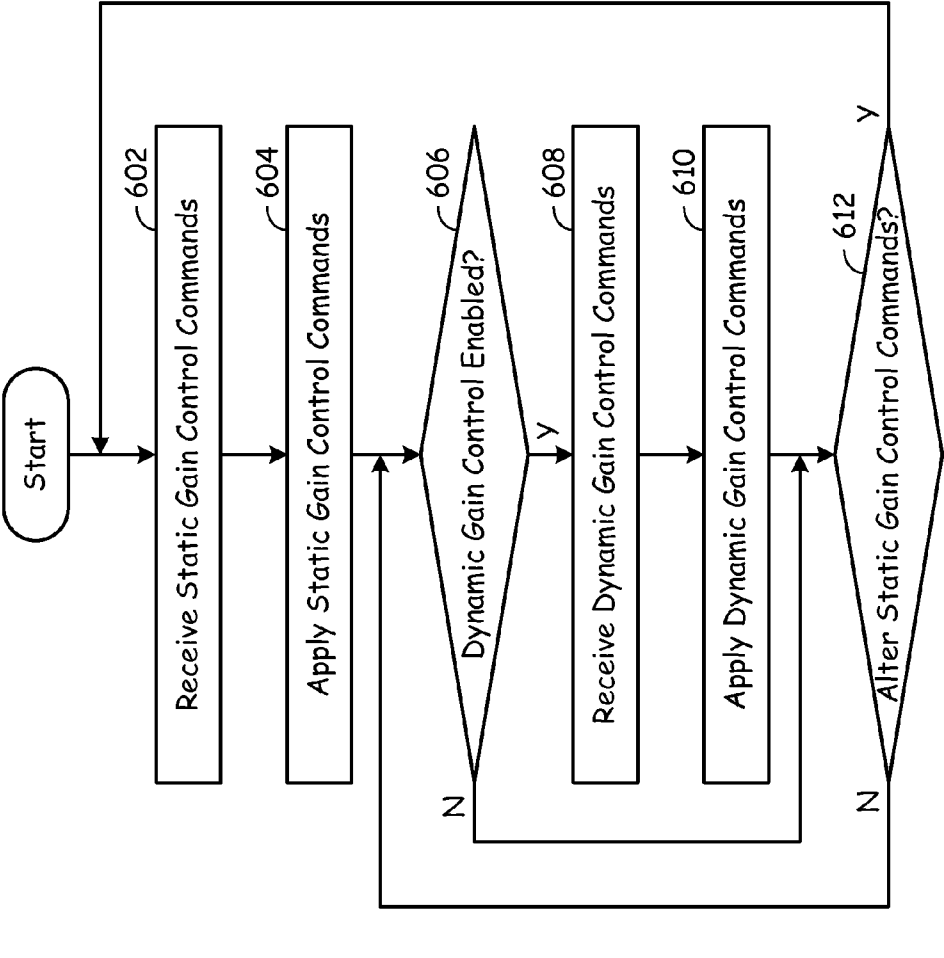 Start
602
Receive Static Gain Control Commands
604
Apply Static Gain Control Commands
606
Dynamic Gain Control Enabled?
N
Y
608
Receive Dynamic Gain Control Commands
610
Apply Dynamic Gain Control Commands
612
Alter Static Gain Control Commands?
N
Y